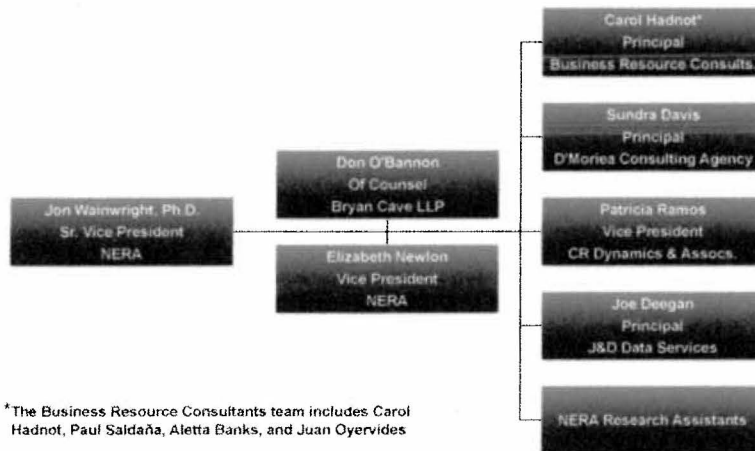 Jon Wainwright, Ph.D.
Sr. Vice President
NERA
Don O'Bannon
Of Counsel
Bryan Cave LLP
Elizabeth Newlon
Vice President
NERA
Carol Hadnot*
Principal
Business Resource Consults.
Sundra Davis
Principal
D'Moriea Consulting Agency
Patricia Ramos
Vice President
CR Dynamics & Assocs.
Joe Deegan
Principal
J&D Data Services
NERA Research Assistants
*The Business Resource Consultants team includes Carol
Hadnot, Paul Saldaña, Aletta Banks, and Juan Oyervides